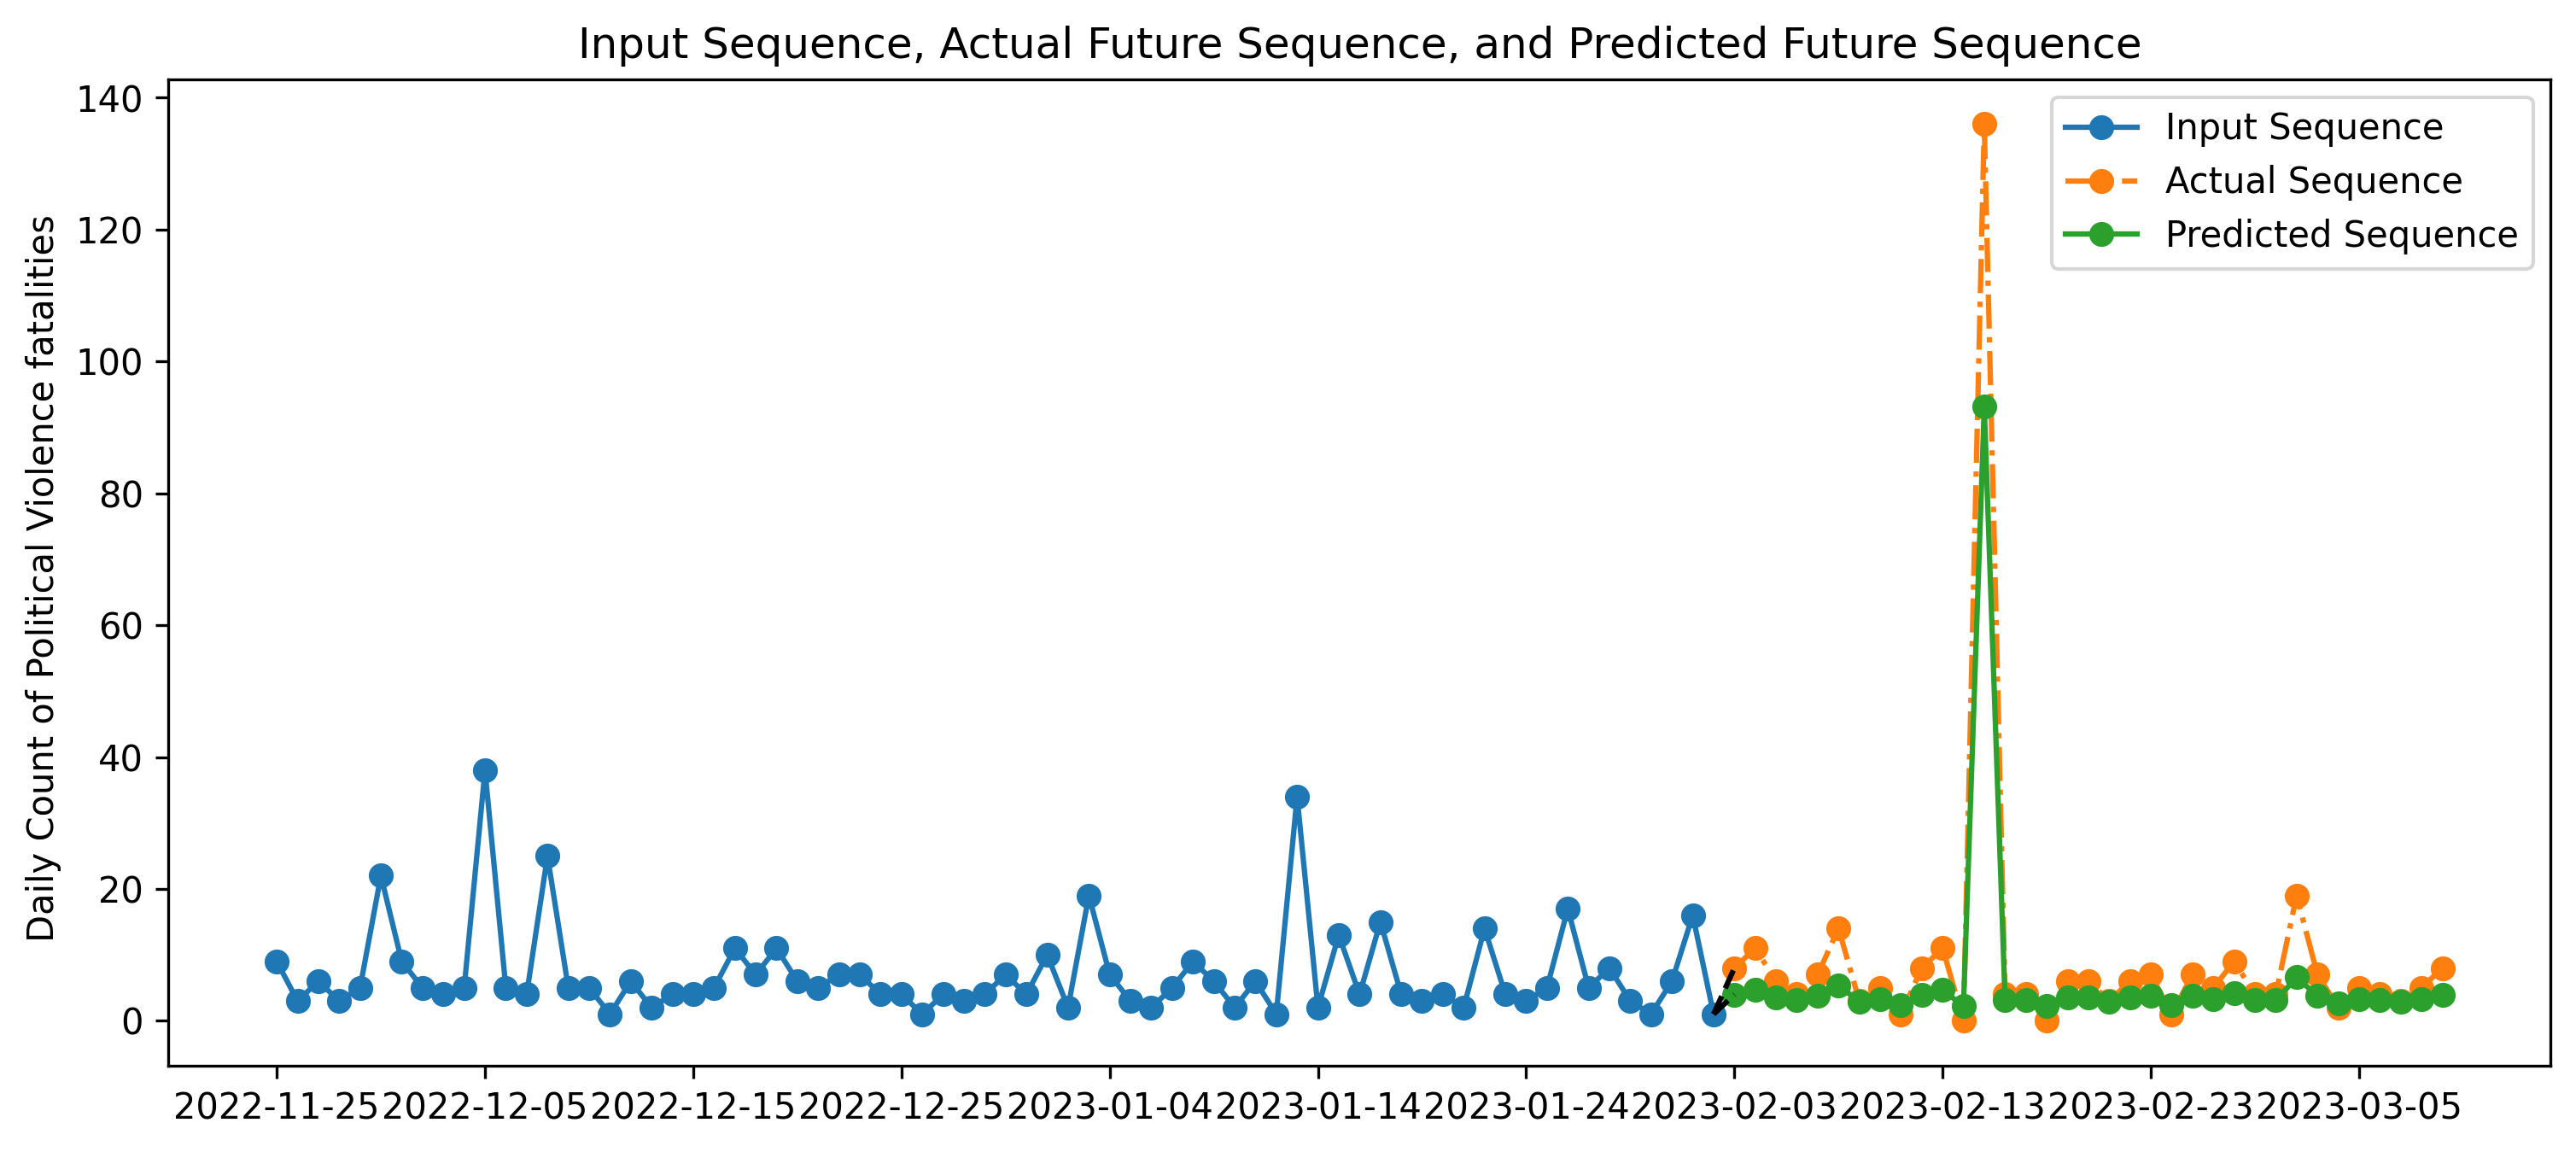 Input Sequence, Actual Future Sequence, and Predicted Future Sequence
Daily Count of Political Violence fatalities
140
120
100
80
60
40
20
0
Input Sequence
Actual Sequence
Predicted Sequence
2022-11-25 2022-12-05 2022-12-15 2022-12-25 2023-01-04 2023-01-14 2023-01-24 2023-02-03 2023-02-13 2023-02-23 2023-03-05